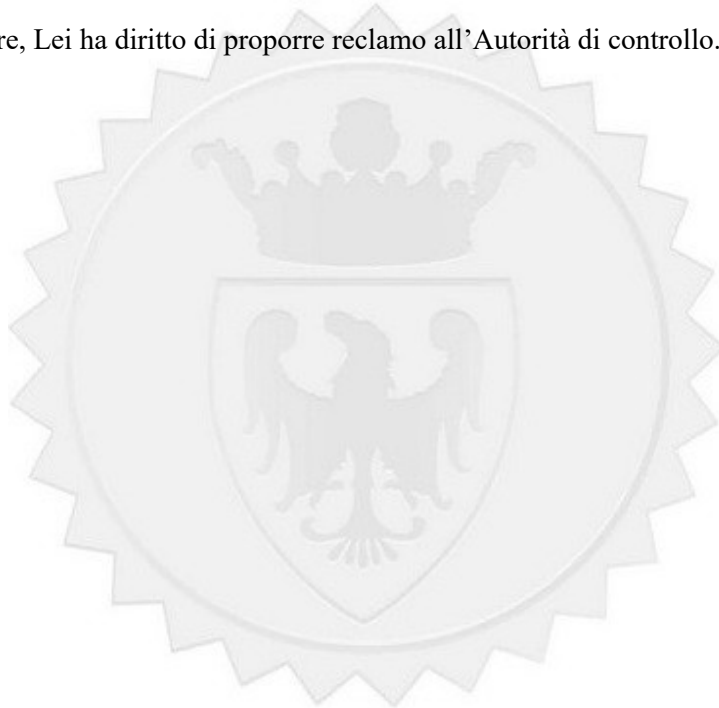 re, Lei ha diritto di proporre reclamo all’Autorità di controllo.